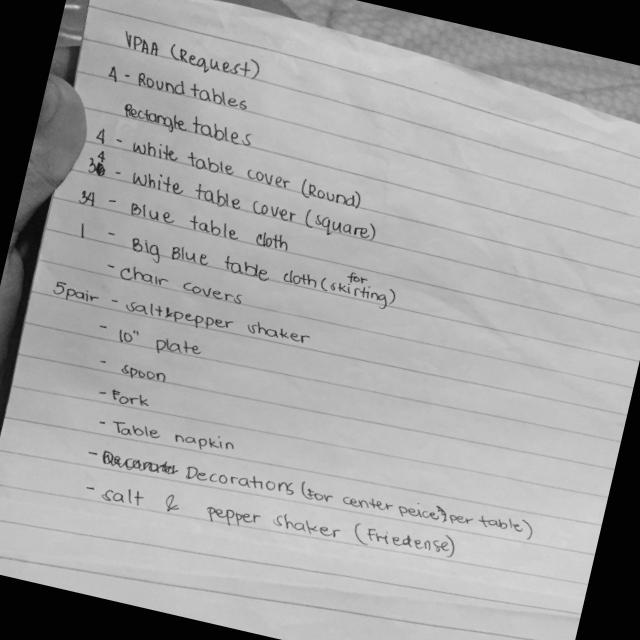 VPAA (Request)
4 - Round tables
Rectangle tables
4 - white table cover (Round)
34 - White table cover (square)
34 - Blue table cloth
1 - Big Blue table cloth (for skirting)
- chair covers
5pair - salt&pepper shaker
- 10" plate
- spoon
- Fork
- Table napkin
- Decorations (for center peice, per table)
- salt & pepper shaker (Friedense)